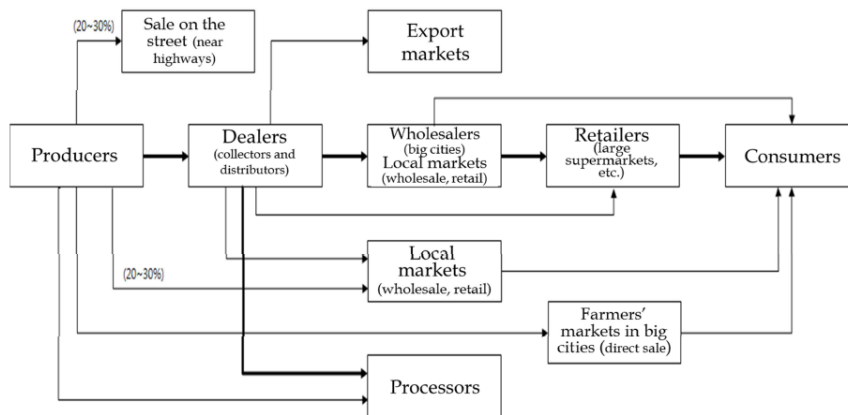 (20~30%)
Sale on the
street (near
highways)
Export
markets
Producers
Dealers
(collectors and
distributors)
Wholesalers
(big cities)
Local markets
(wholesale, retail)
Retailers
(large
supermarkets,
etc.)
Consumers
(20~30%)
Local
markets
(wholesale, retail)
Farmers'
markets in big
cities (direct sale)
Processors